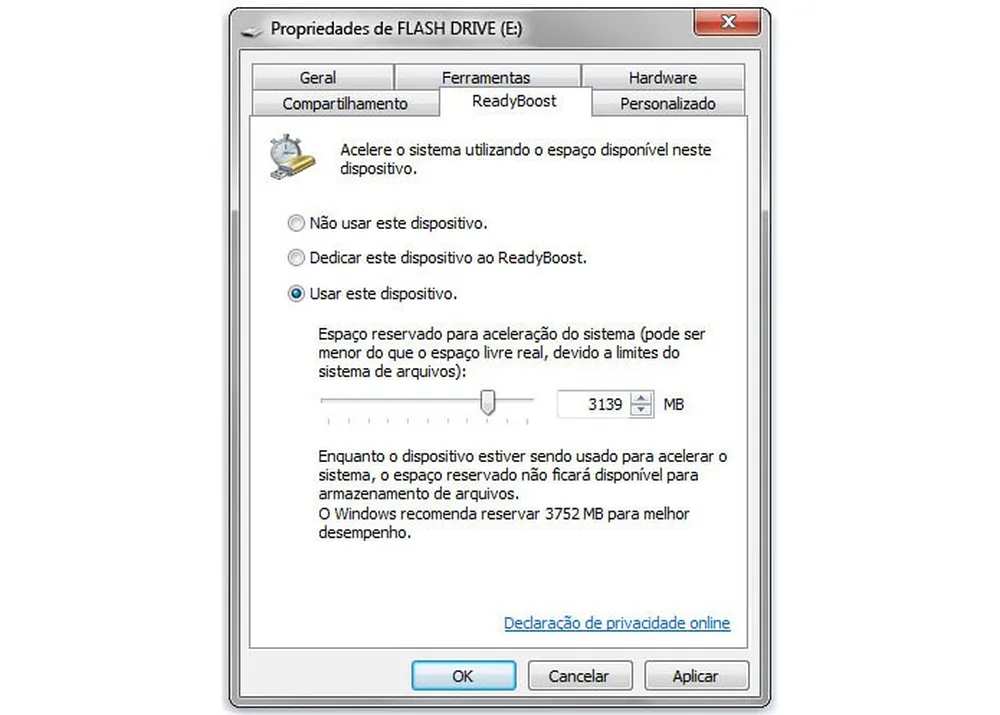 Propriedades de FLASH DRIVE (E:)
Geral
Ferramentas
Hardware
Compartilhamento
ReadyBoost
Personalizado
Acelere o sistema utilizando o espaço disponível neste
dispositivo.
Não usar este dispositivo.
Dedicar este dispositivo ao ReadyBoost.
Usar este dispositivo.
Espaço reservado para aceleração do sistema (pode ser
menor do que o espaço livre real, devido a limites do
sistema de arquivos):
3139 MB
Enquanto o dispositivo estiver sendo usado para acelerar o
sistema, o espaço reservado não ficará disponível para
armazenamento de arquivos.
O Windows recomenda reservar 3752 MB para melhor
desempenho.
Declaração de privacidade online
OK
Cancelar
Aplicar